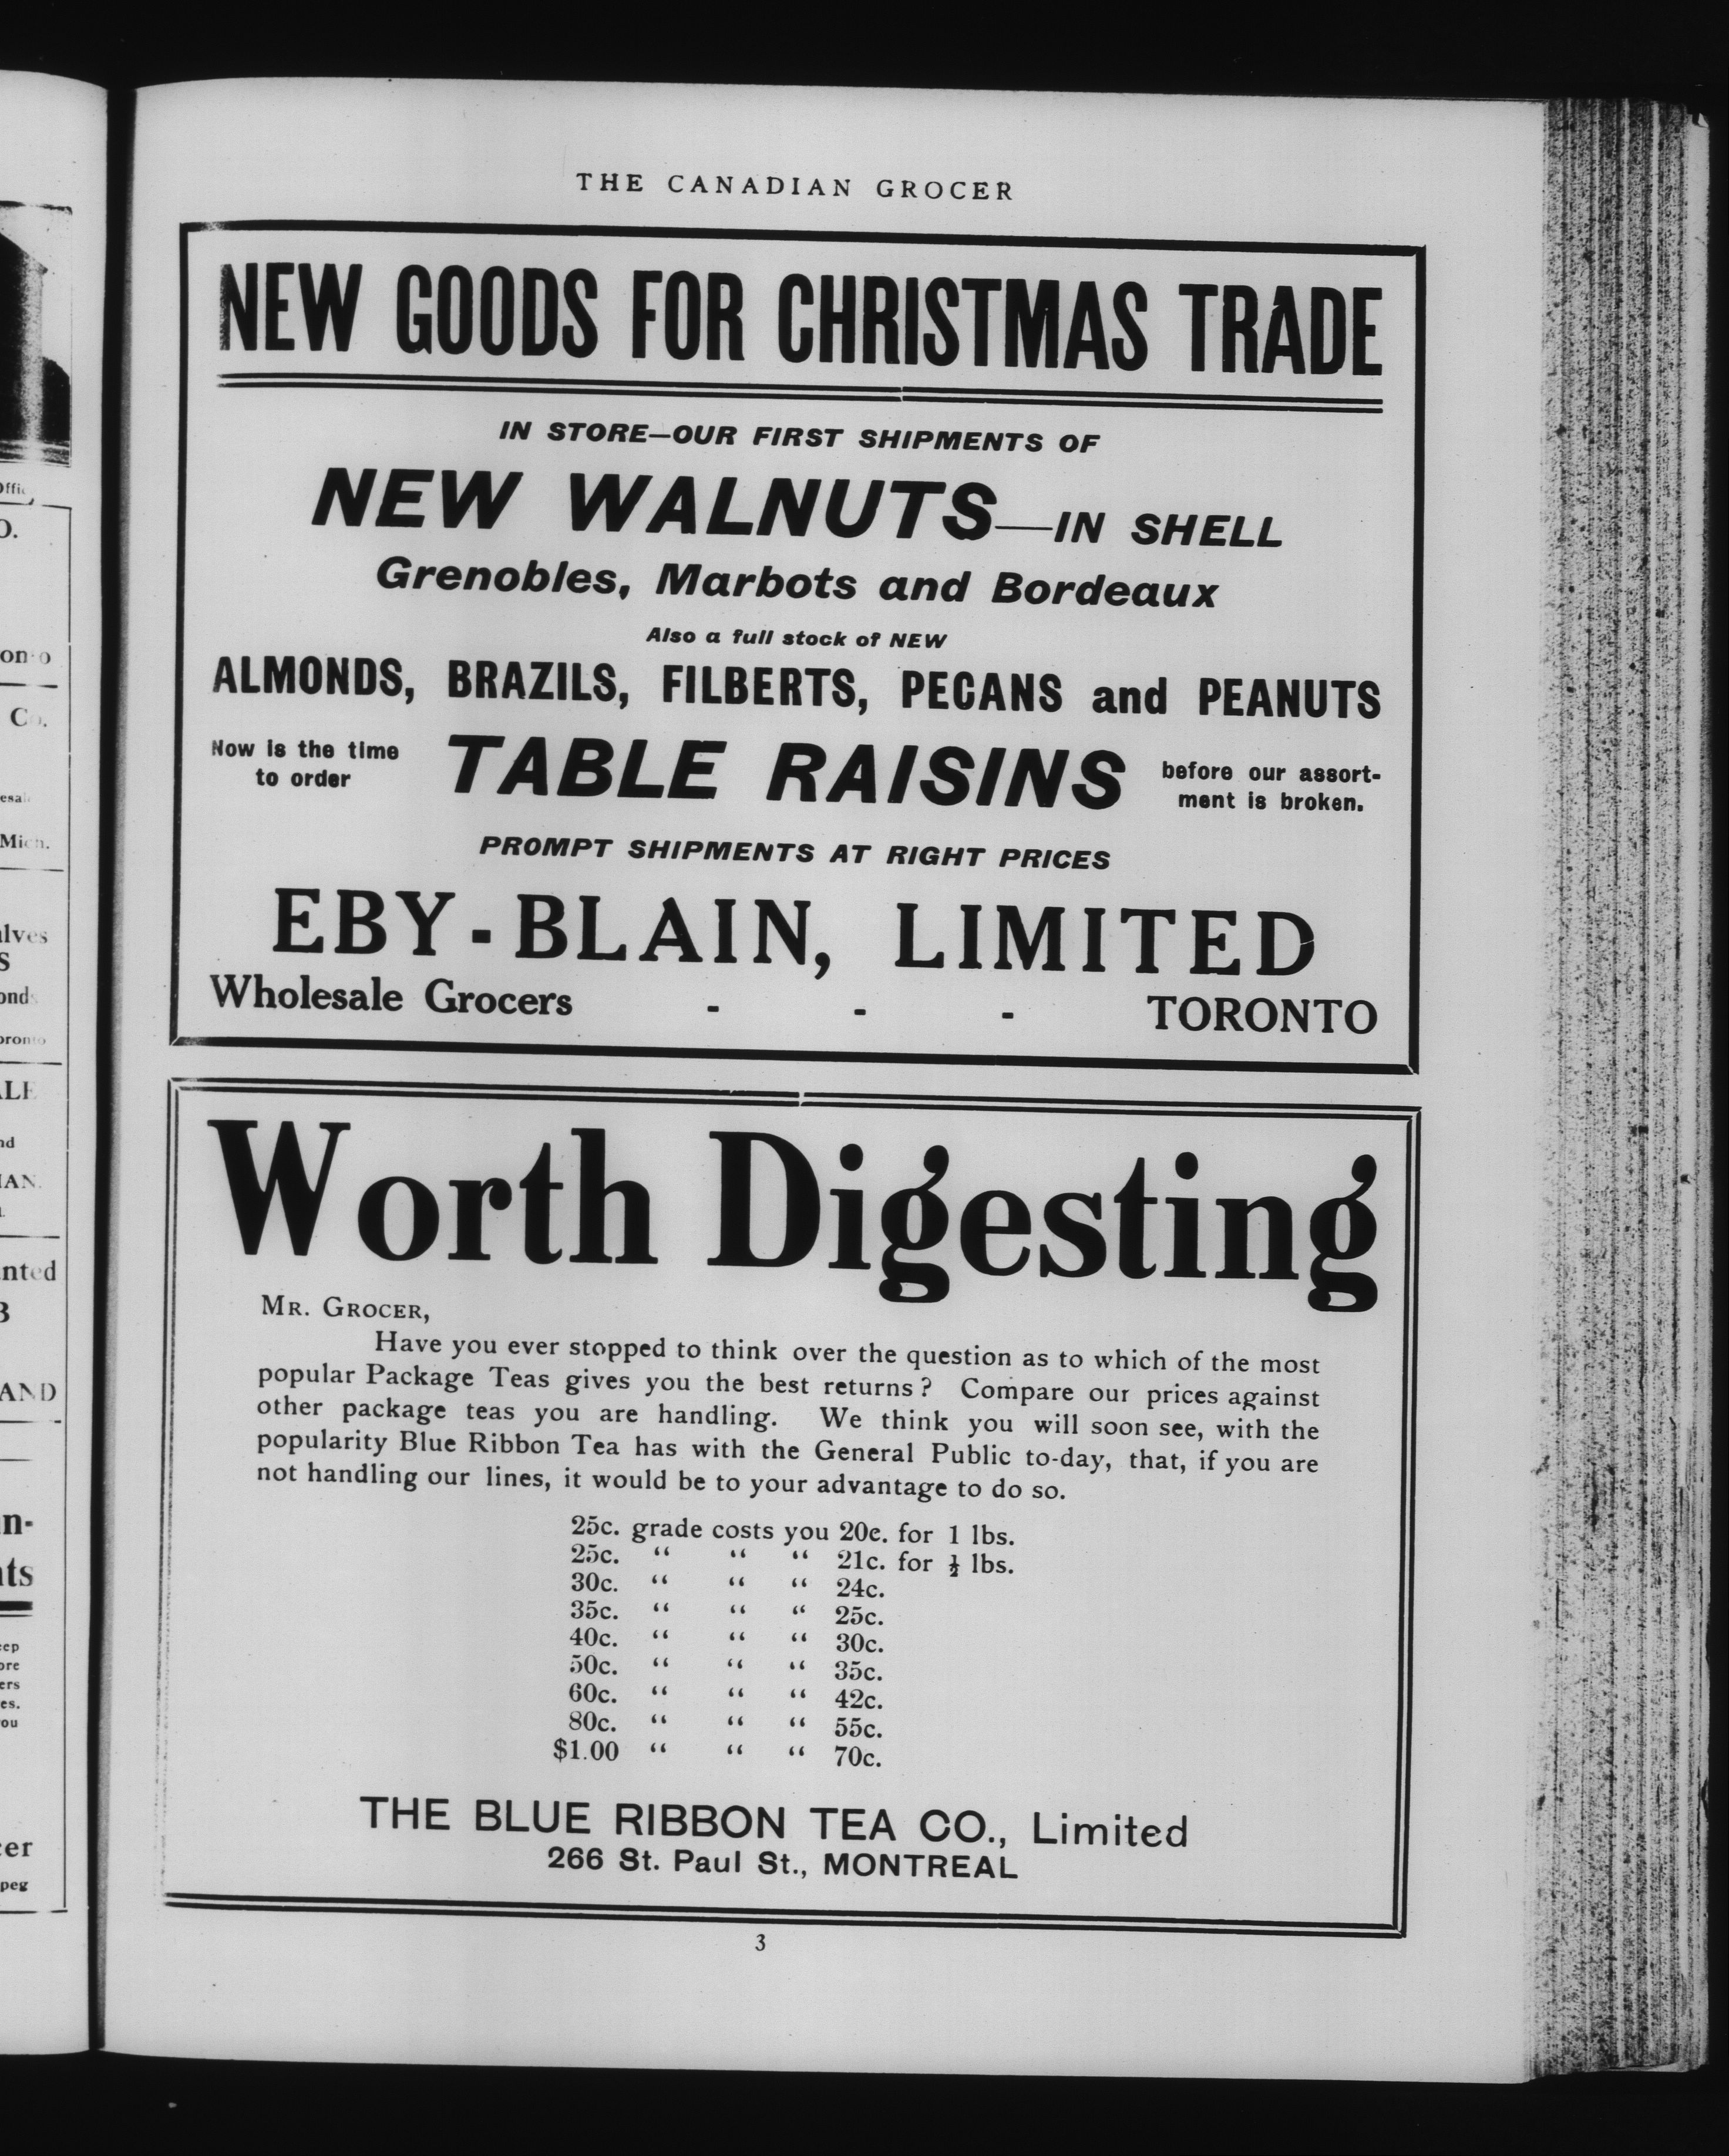 THE CANADIAN GROCER
NEW GOODS FOR CHRISTMAS TRADE
IN STORE—OUR FIRST SHIPMENTS OF
NEW WALNUTS—IN SHELL
Grenobles, Marbots and Bordeaux
Also a full stock of NEW
ALMONDS, BRAZILS, FILBERTS, PECANS and PEANUTS
Now is the time
to order
TABLE RAISINS
before our assort-
ment is broken.
PROMPT SHIPMENTS AT RIGHT PRICES
EBY-BLAIN, LIMITED
Wholesale Grocers - - - TORONTO
Worth Digesting
MR. GROCER,
Have you ever stopped to think over the question as to which of the most
popular Package Teas gives you the best returns? Compare our prices against
other package teas you are handling. We think you will soon see, with the
popularity Blue Ribbon Tea has with the General Public to-day, that, if you are
not handling our lines, it would be to your advantage to do so.
25c. grade costs you 20c. for 1 lbs.
25c. “ “ “ 21c. for ½ lbs.
30c. “ “ “ 24c.
35c. “ “ “ 25c.
40c. “ “ “ 30c.
50c. “ “ “ 35c.
60c. “ “ “ 42c.
80c. “ “ “ 55c.
$1.00 “ “ “ 70c.
THE BLUE RIBBON TEA CO., Limited
266 St. Paul St., MONTREAL
3